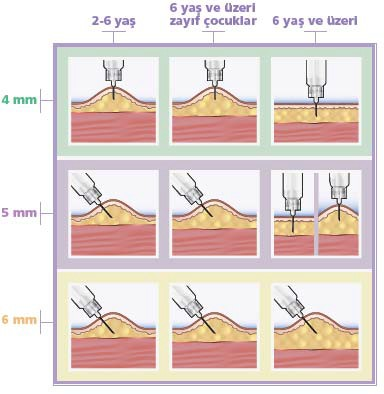 2-6 yaş
6 yaş ve üzeri
zayıf çocuklar
6 yaş ve üzeri
4 mm
5 mm
6 mm